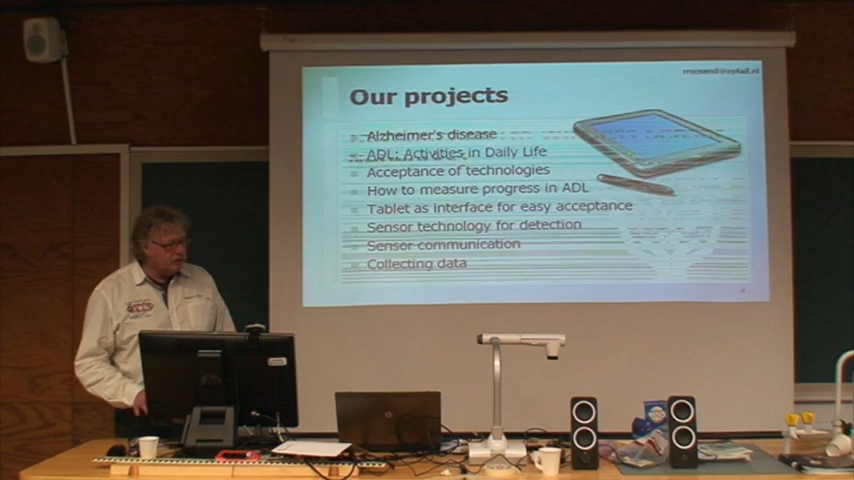 rroosend@xs4all.nl
Our projects
Alzheimer's disease
ADL: Activities in Daily Life
Acceptance of technologies
How to measure progress in ADL
Tablet as interface for easy acceptance
Sensor technology for detection
Sensor communication
Collecting data